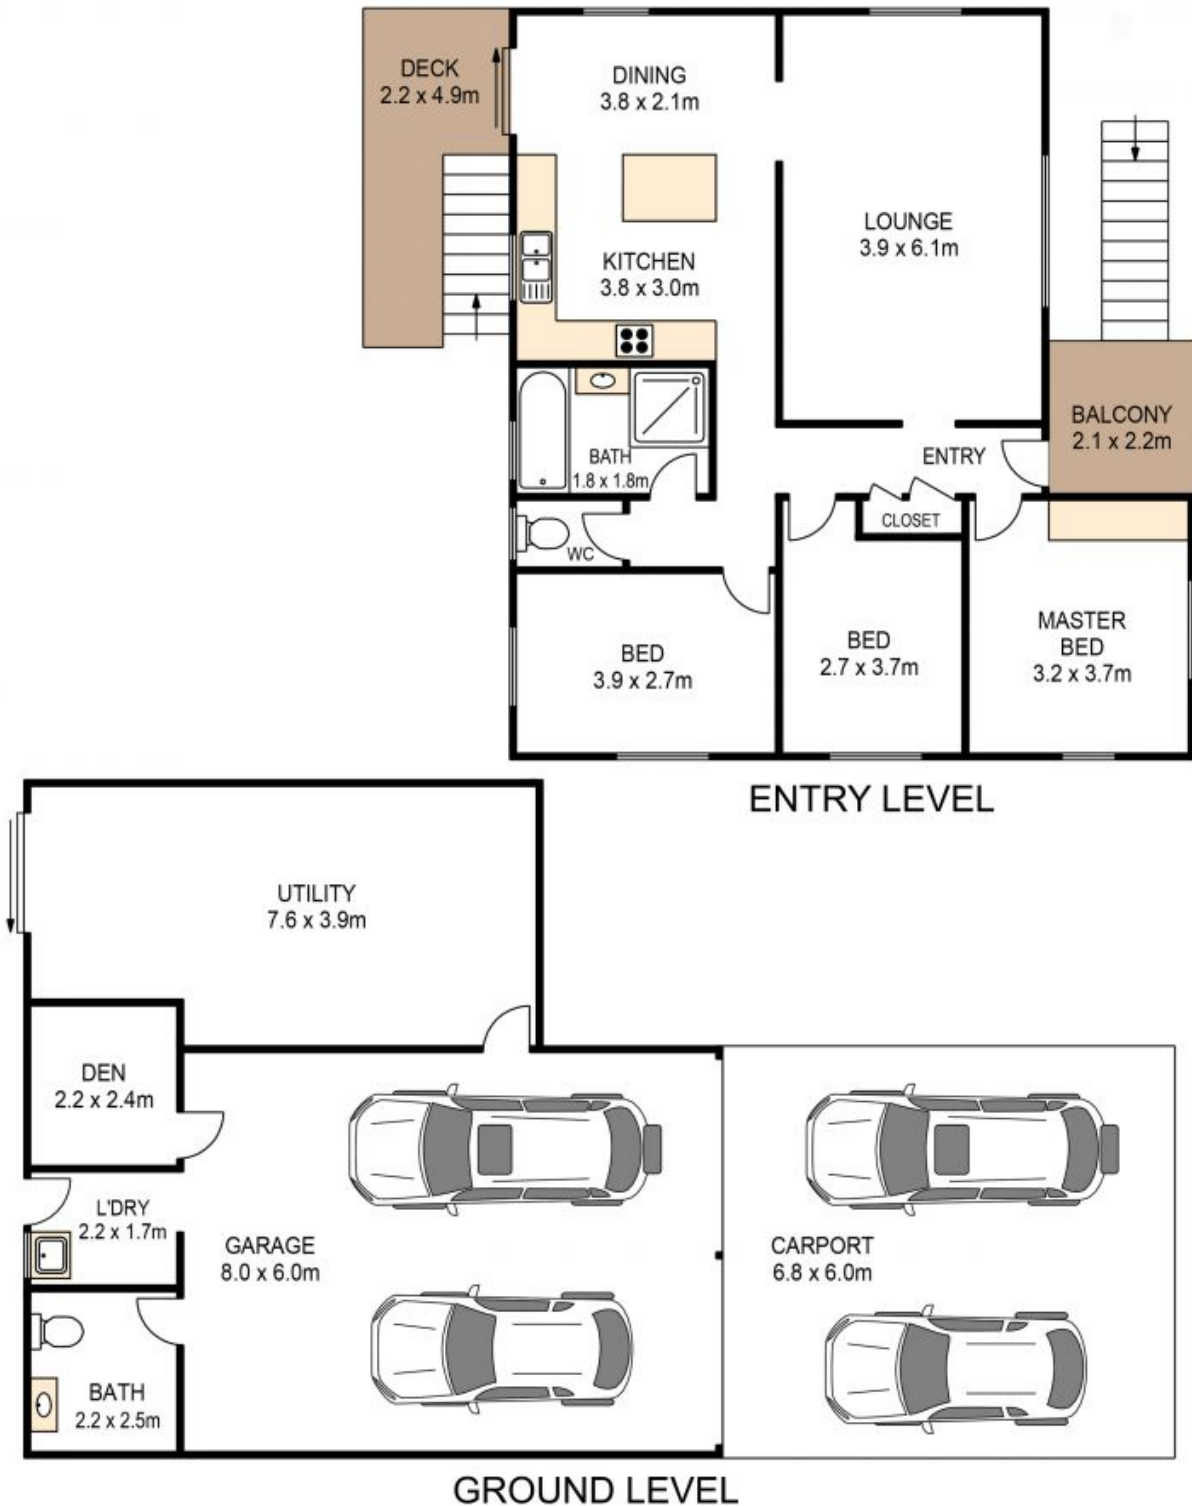 DECK
2.2 x 4.9m
DINING
3.8 x 2.1m
LOUNGE
3.9 x 6.1m
KITCHEN
3.8 x 3.0m
BALCONY
2.1 x 2.2m
BATH
1.8 x 1.8m
ENTRY
CLOSET
WC
BED
3.9 x 2.7m
BED
2.7 x 3.7m
MASTER
BED
3.2 x 3.7m
ENTRY LEVEL
UTILITY
7.6 x 3.9m
DEN
2.2 x 2.4m
L'DRY
2.2 x 1.7m
GARAGE
8.0 x 6.0m
CARPORT
6.8 x 6.0m
BATH
2.2 x 2.5m
GROUND LEVEL